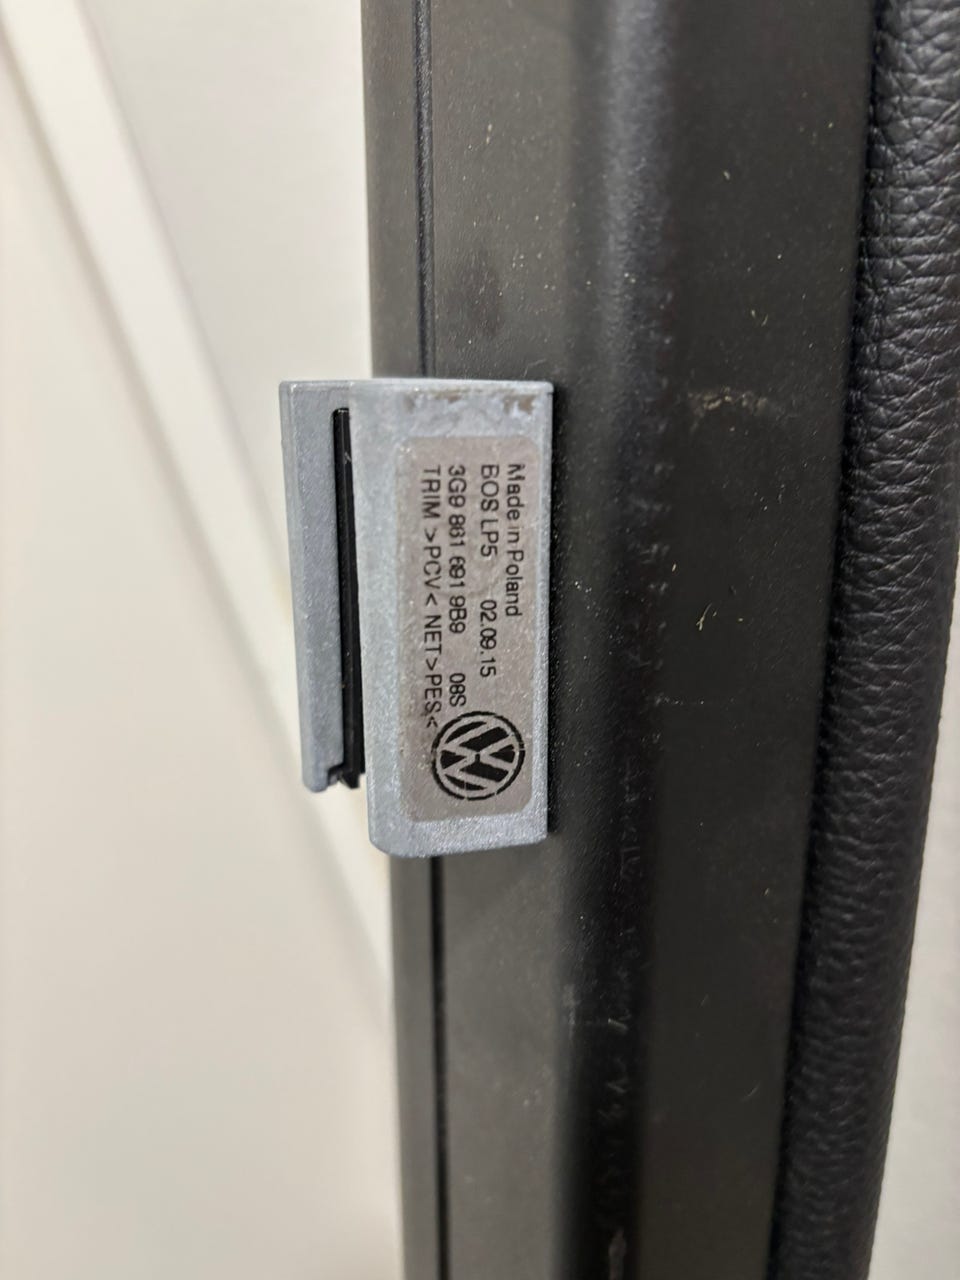 Made in Poland
BOS LP5 02.09.15
3G9 861 691 9B9 08S
TRIM >PCV< NET>PES<